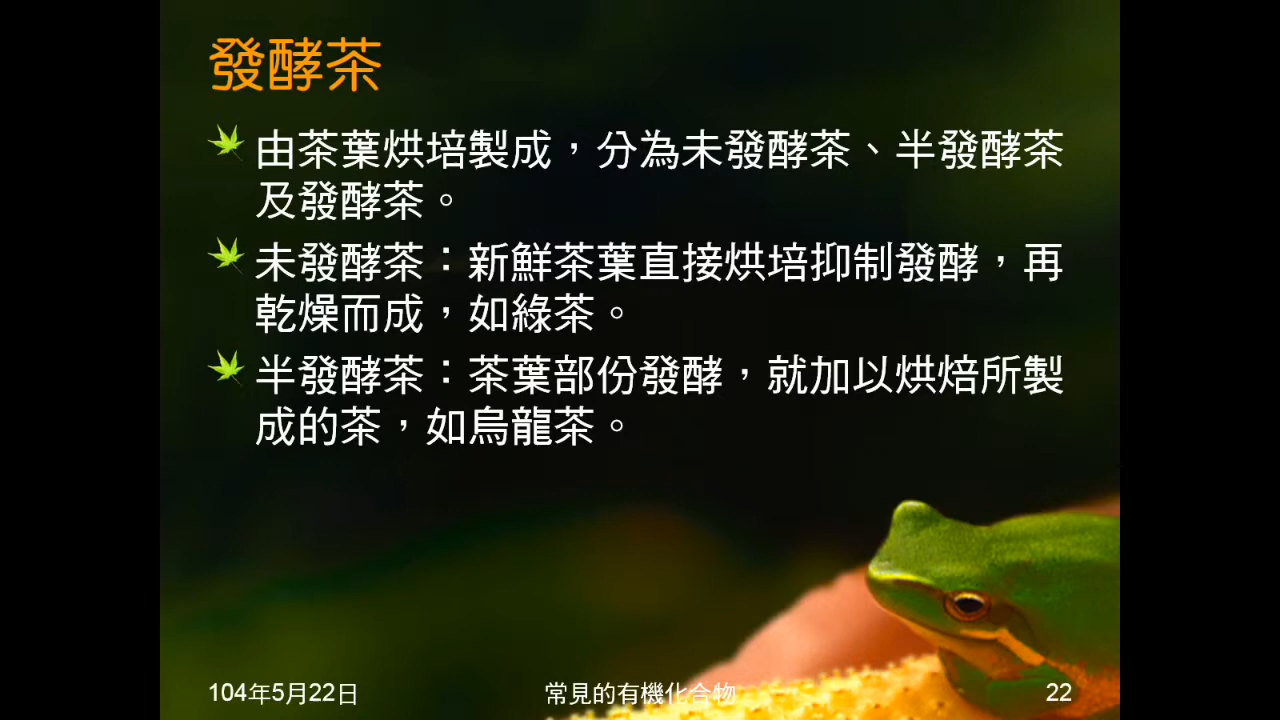 發酵茶
由茶葉烘培製成，分為未發酵茶、半發酵茶
及發酵茶。
未發酵茶：新鮮茶葉直接烘培抑制發酵，再
乾燥而成，如綠茶。
半發酵茶：茶葉部份發酵，就加以烘焙所製
成的茶，如烏龍茶。
104年5月22日
常見的有機化合物
22